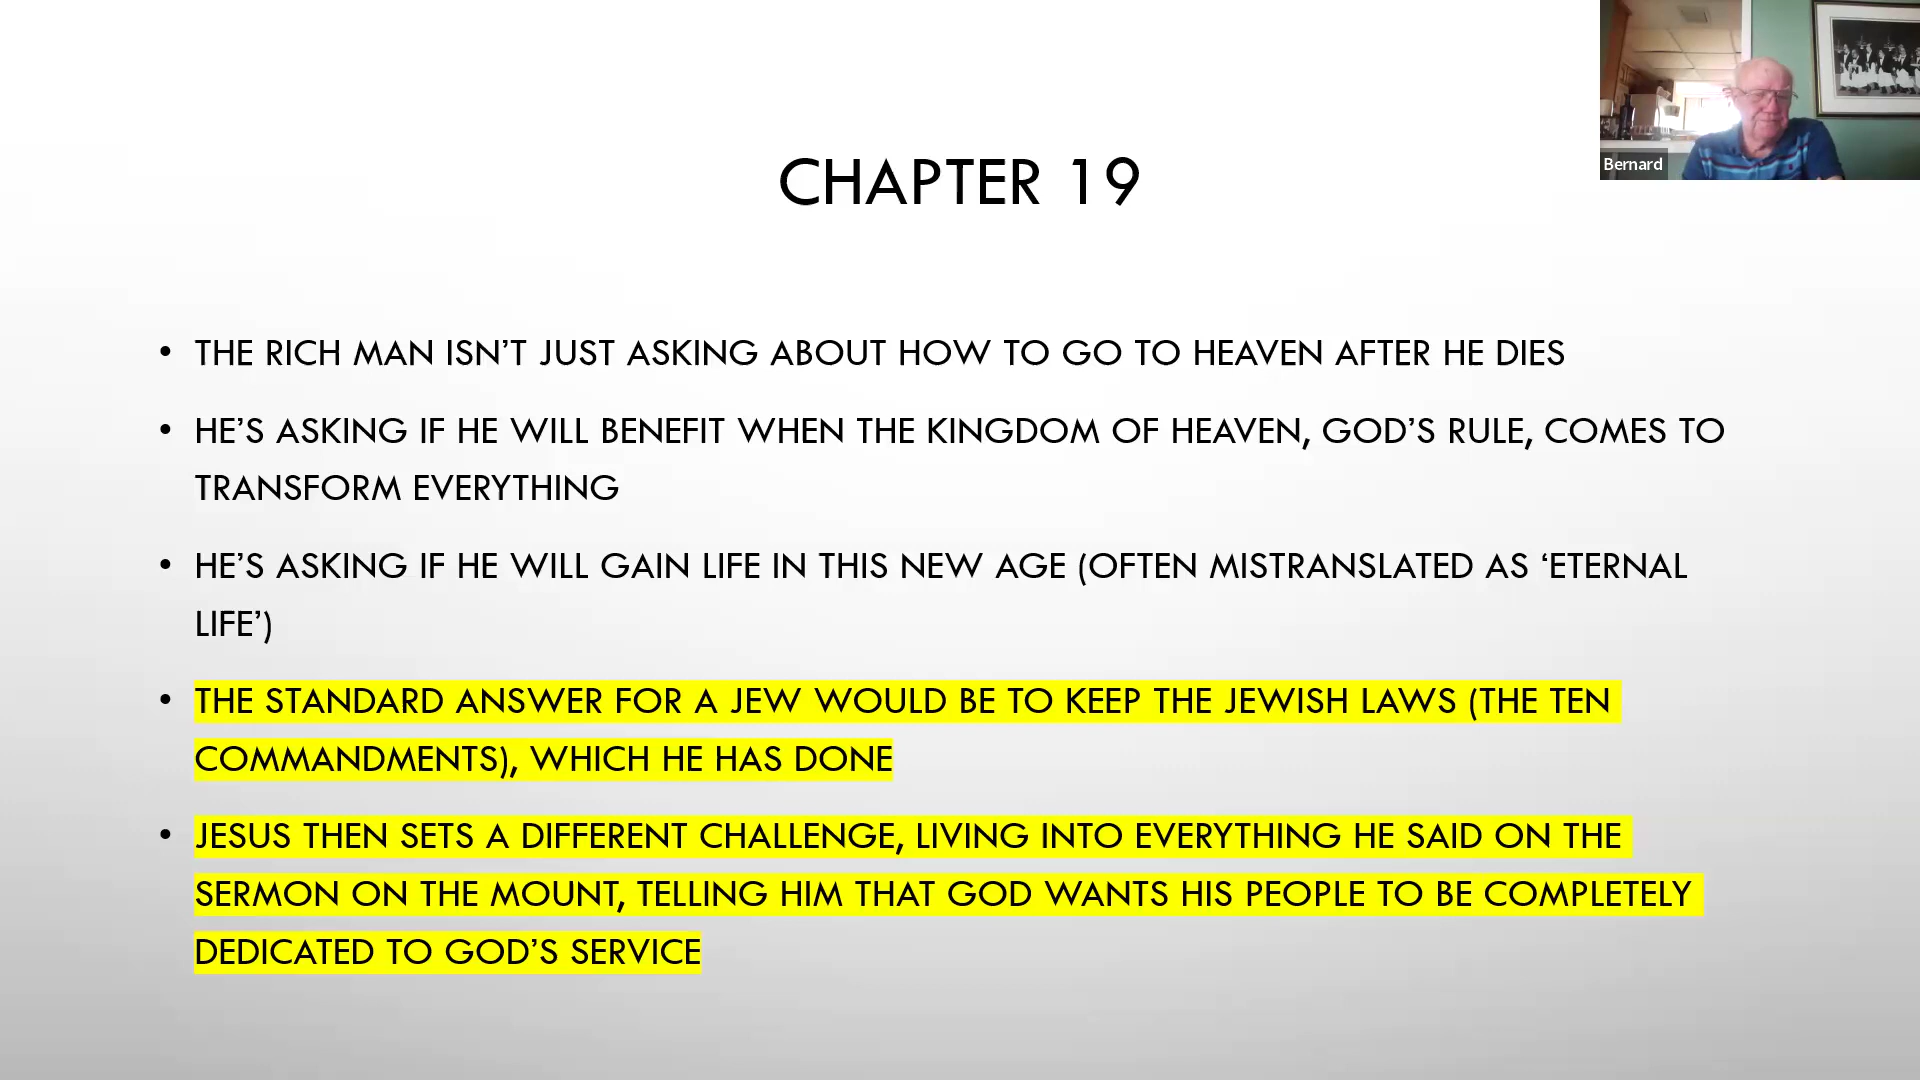 Bernard
CHAPTER 19
• THE RICH MAN ISN’T JUST ASKING ABOUT HOW TO GO TO HEAVEN AFTER HE DIES
• HE’S ASKING IF HE WILL BENEFIT WHEN THE KINGDOM OF HEAVEN, GOD’S RULE, COMES TO
TRANSFORM EVERYTHING
• HE’S ASKING IF HE WILL GAIN LIFE IN THIS NEW AGE (OFTEN MISTRANSLATED AS ‘ETERNAL
LIFE’)
• THE STANDARD ANSWER FOR A JEW WOULD BE TO KEEP THE JEWISH LAWS (THE TEN
COMMANDMENTS), WHICH HE HAS DONE
• JESUS THEN SETS A DIFFERENT CHALLENGE, LIVING INTO EVERYTHING HE SAID ON THE
SERMON ON THE MOUNT, TELLING HIM THAT GOD WANTS HIS PEOPLE TO BE COMPLETELY
DEDICATED TO GOD’S SERVICE